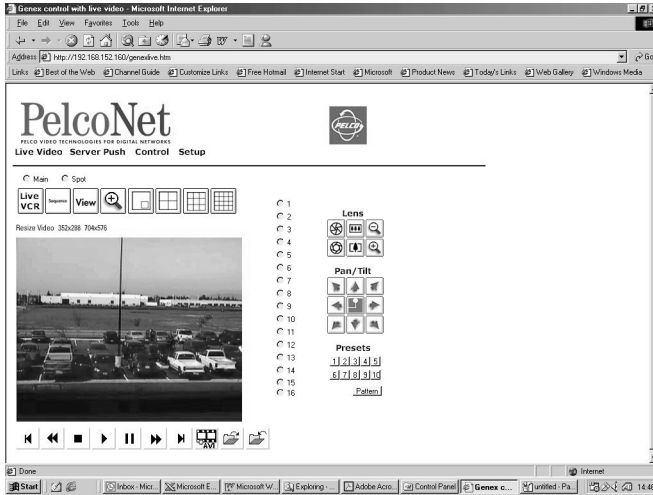 Genex control with live video - Microsoft Internet Explorer
File Edit View Favorites Tools Help
Address http://192.168.152.160/genexlive.htm Go
Links Best of the Web Channel Guide Customize Links Free Hotmail Internet Start Microsoft Product News Today's Links Web Gallery Windows Media
PelcoNet
PELCO VIDEO TECHNOLOGIES FOR DIGITAL NETWORKS
PELCO
Live Video Server Push Control Setup
Main Spot
Live VCR Sequence View
Resize Video 352x288 704x576
1
2
3
4
5
6
7
8
9
10
11
12
13
14
15
16
Lens
Pan/Tilt
Presets
1 2 3 4 5
6 7 8 9 10
Pattern
AVI
Done Internet
Start Inbox - Micr... Microsoft E... Microsoft W... Exploring - ... Adobe Acro... Control Panel Genex c... untitled - Pa... 14:46